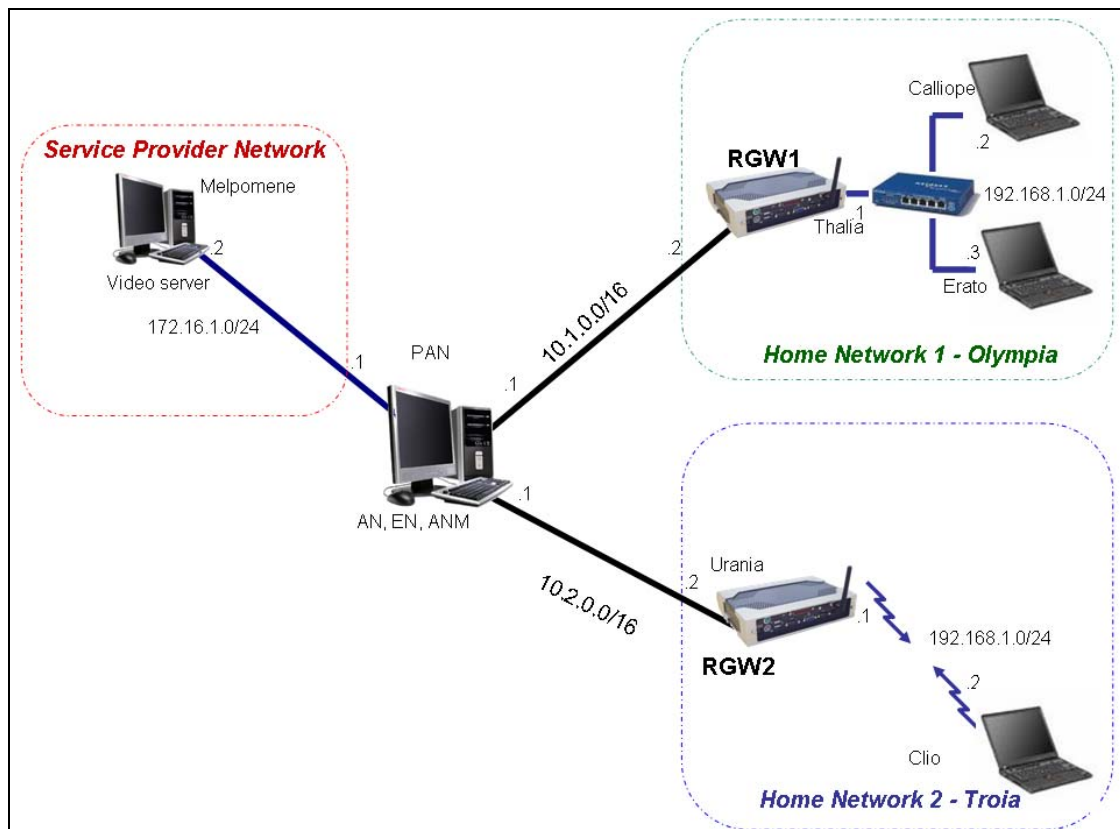 Service Provider Network
Melpomene
.2
Video server
172.16.1.0/24
.1
PAN
.1
.1
AN, EN, ANM
10.1.0.0/16
10.2.0.0/16
Calliope
.2
RGW1
192.168.1.0/24
Thalia
.1
.2
.3
Erato
Home Network 1 - Olympia
Urania
.2
.1
192.168.1.0/24
RGW2
.2
Clio
Home Network 2 - Troia